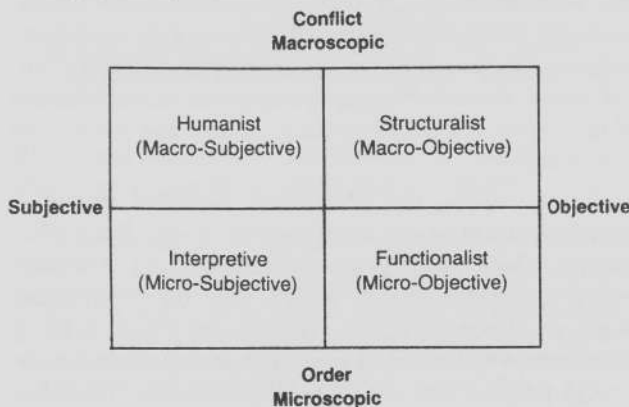 Conflict
Macroscopic
Humanist
(Macro-Subjective)
Structuralist
(Macro-Objective)
Subjective
Objective
Interpretive
(Micro-Subjective)
Functionalist
(Micro-Objective)
Order
Microscopic